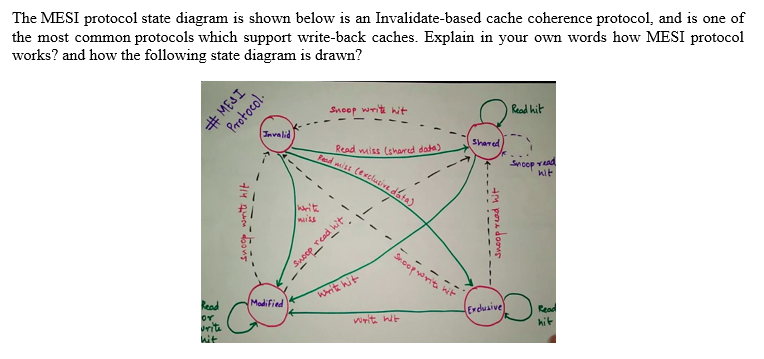 The MESI protocol state diagram is shown below is an Invalidate-based cache coherence protocol, and is one of
the most common protocols which support write-back caches. Explain in your own words how MESI protocol
works? and how the following state diagram is drawn?
# MESI
Protocol.
Snoop write hit
Read hit
Invalid
Shared
Read miss (shared data)
Read miss (exclusive data)
Snoop read
hit
Snoop write hit
write
miss
Snoop read hit
Snoop read hit
Snoop write hit
write hit
Modified
Exclusive
Read
or
write
hit
write hit
Read
hit